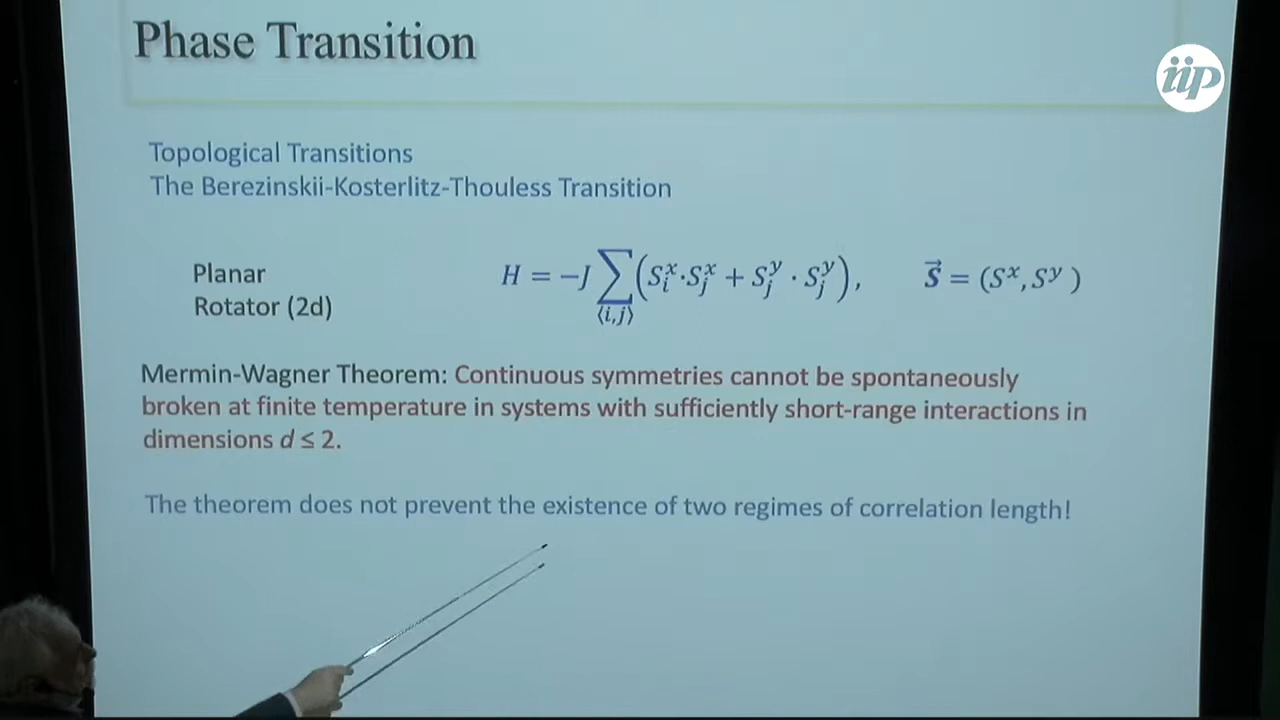 Phase Transition
iip
Topological Transitions
The Berezinskii-Kosterlitz-Thouless Transition
Planar
Rotator (2d)
H = −J ∑⟨i,j⟩ (Sᵢˣ·Sⱼˣ + Sⱼʸ · Sⱼʸ), S⃗ = (Sˣ, Sʸ )
Mermin-Wagner Theorem: Continuous symmetries cannot be spontaneously
broken at finite temperature in systems with sufficiently short-range interactions in
dimensions d ≤ 2.
The theorem does not prevent the existence of two regimes of correlation length!